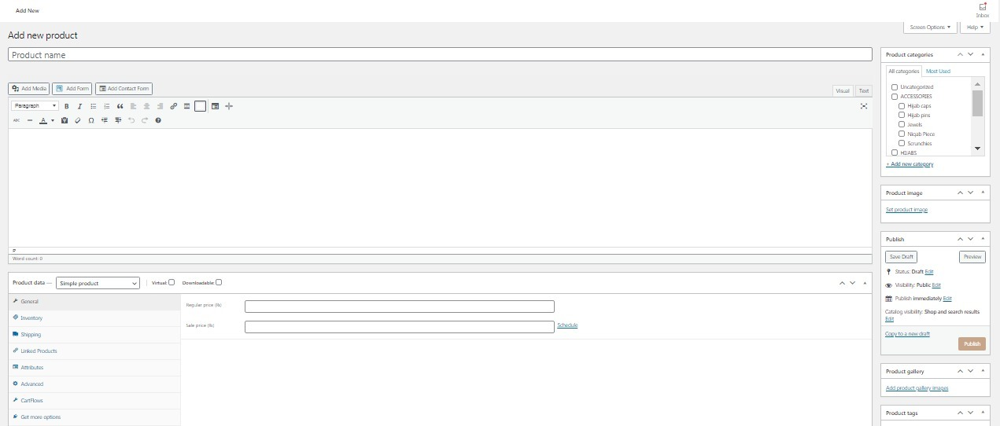 Add New
Inbox
Screen Options
Help
Add new product
Product name
Add Media
Add Form
Add Contact Form
Visual
Text
Paragraph
B
I
ABC
A
P
Word count: 0
Product data —
Simple product
Virtual:
Downloadable:
General
Inventory
Shipping
Linked Products
Attributes
Advanced
CartFlows
Get more options
Regular price (₨)
Sale price (₨)
Schedule
Product categories
All categories
Most Used
Uncategorized
ACCESSORIES
Hijab caps
Hijab pins
Jewels
Niqab Piece
Scrunchies
HIJABS
+ Add new category
Product image
Set product image
Publish
Save Draft
Preview
Status: Draft Edit
Visibility: Public Edit
Publish immediately Edit
Catalog visibility: Shop and search results
Edit
Copy to a new draft
Publish
Product gallery
Add product gallery images
Product tags